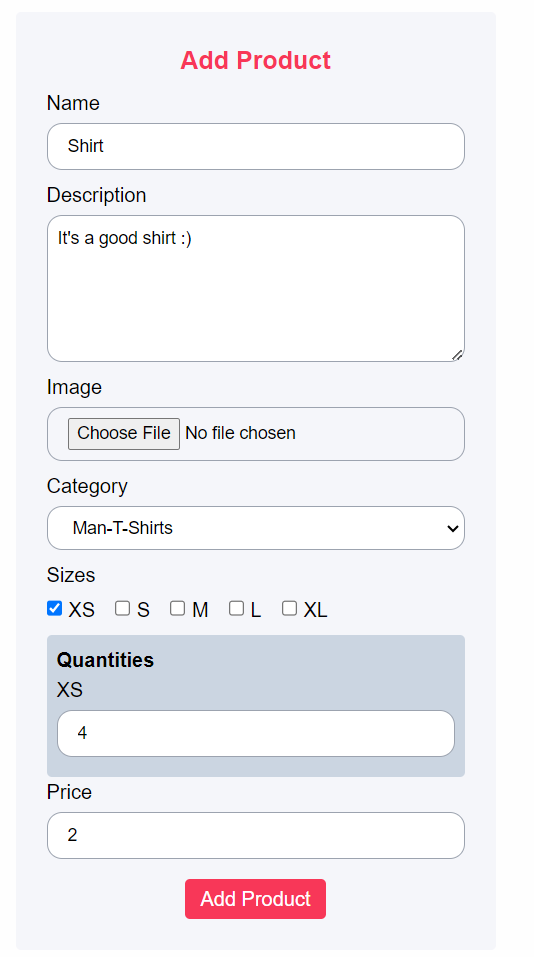 Add Product
Name
Shirt
Description
It's a good shirt :)
Image
Choose File No file chosen
Category
Man-T-Shirts
Sizes
XS S M L XL
Quantities
XS
4
Price
2
Add Product